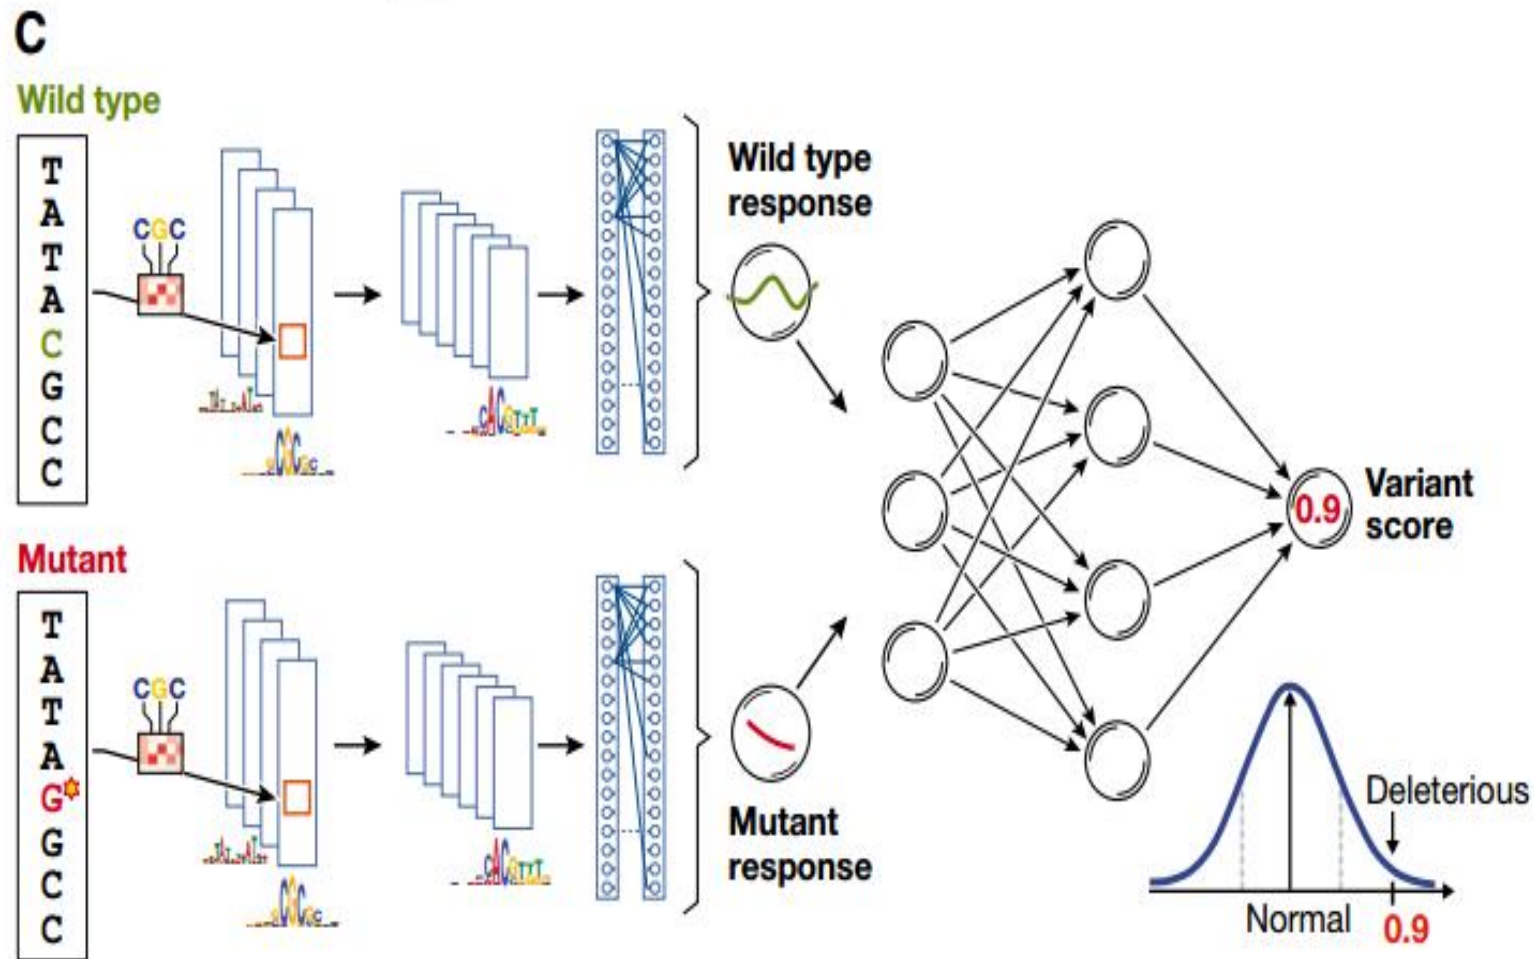 C
Wild type
T
A
T
A
C
G
C
C
CGC
Wild type
response
Mutant
T
A
T
A
G*
G
C
C
CGC
Mutant
response
0.9
Variant
score
Deleterious
Normal
0.9